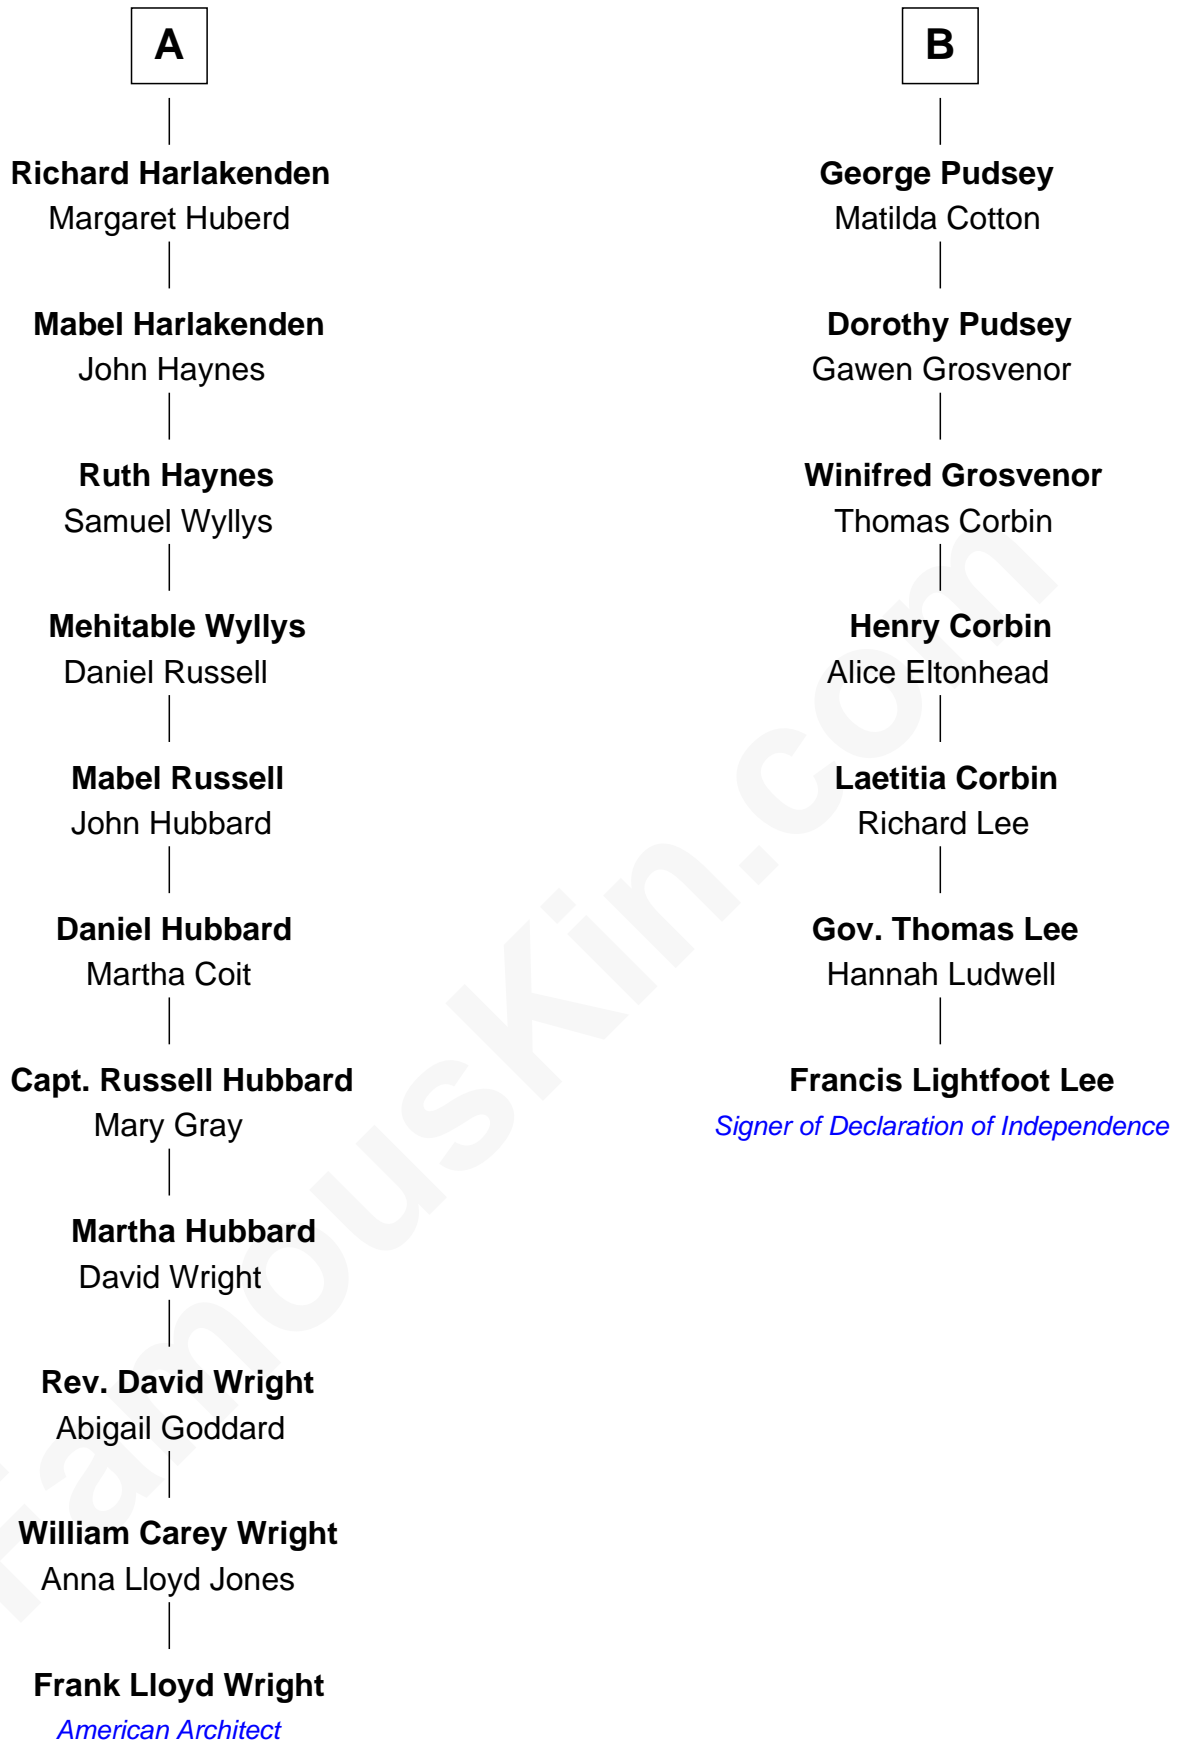 A
Richard Harlakenden
Margaret Huberd
Mabel Harlakenden
John Haynes
Ruth Haynes
Samuel Wyllys
Mehitable Wyllys
Daniel Russell
Mabel Russell
John Hubbard
Daniel Hubbard
Martha Coit
Capt. Russell Hubbard
Mary Gray
Martha Hubbard
David Wright
Rev. David Wright
Abigail Goddard
William Carey Wright
Anna Lloyd Jones
Frank Lloyd Wright
American Architect
B
George Pudsey
Matilda Cotton
Dorothy Pudsey
Gawen Grosvenor
Winifred Grosvenor
Thomas Corbin
Henry Corbin
Alice Eltonhead
Laetitia Corbin
Richard Lee
Gov. Thomas Lee
Hannah Ludwell
Francis Lightfoot Lee
Signer of Declaration of Independence
FamousKin.com